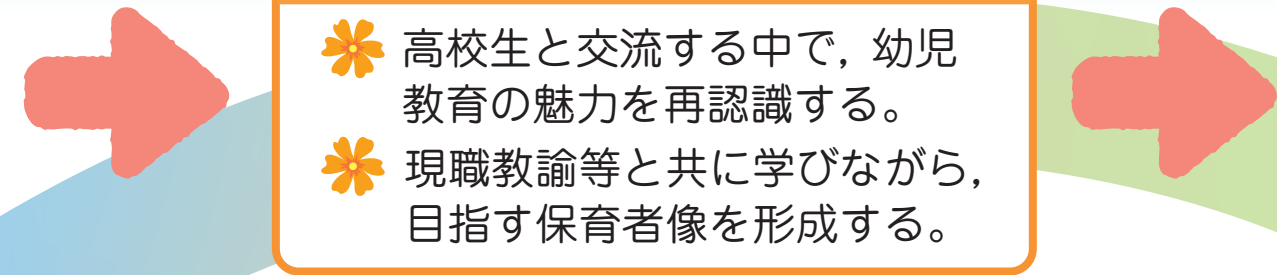 高校生と交流する中で，幼児
教育の魅力を再認識する。
現職教諭等と共に学びながら，
目指す保育者像を形成する。